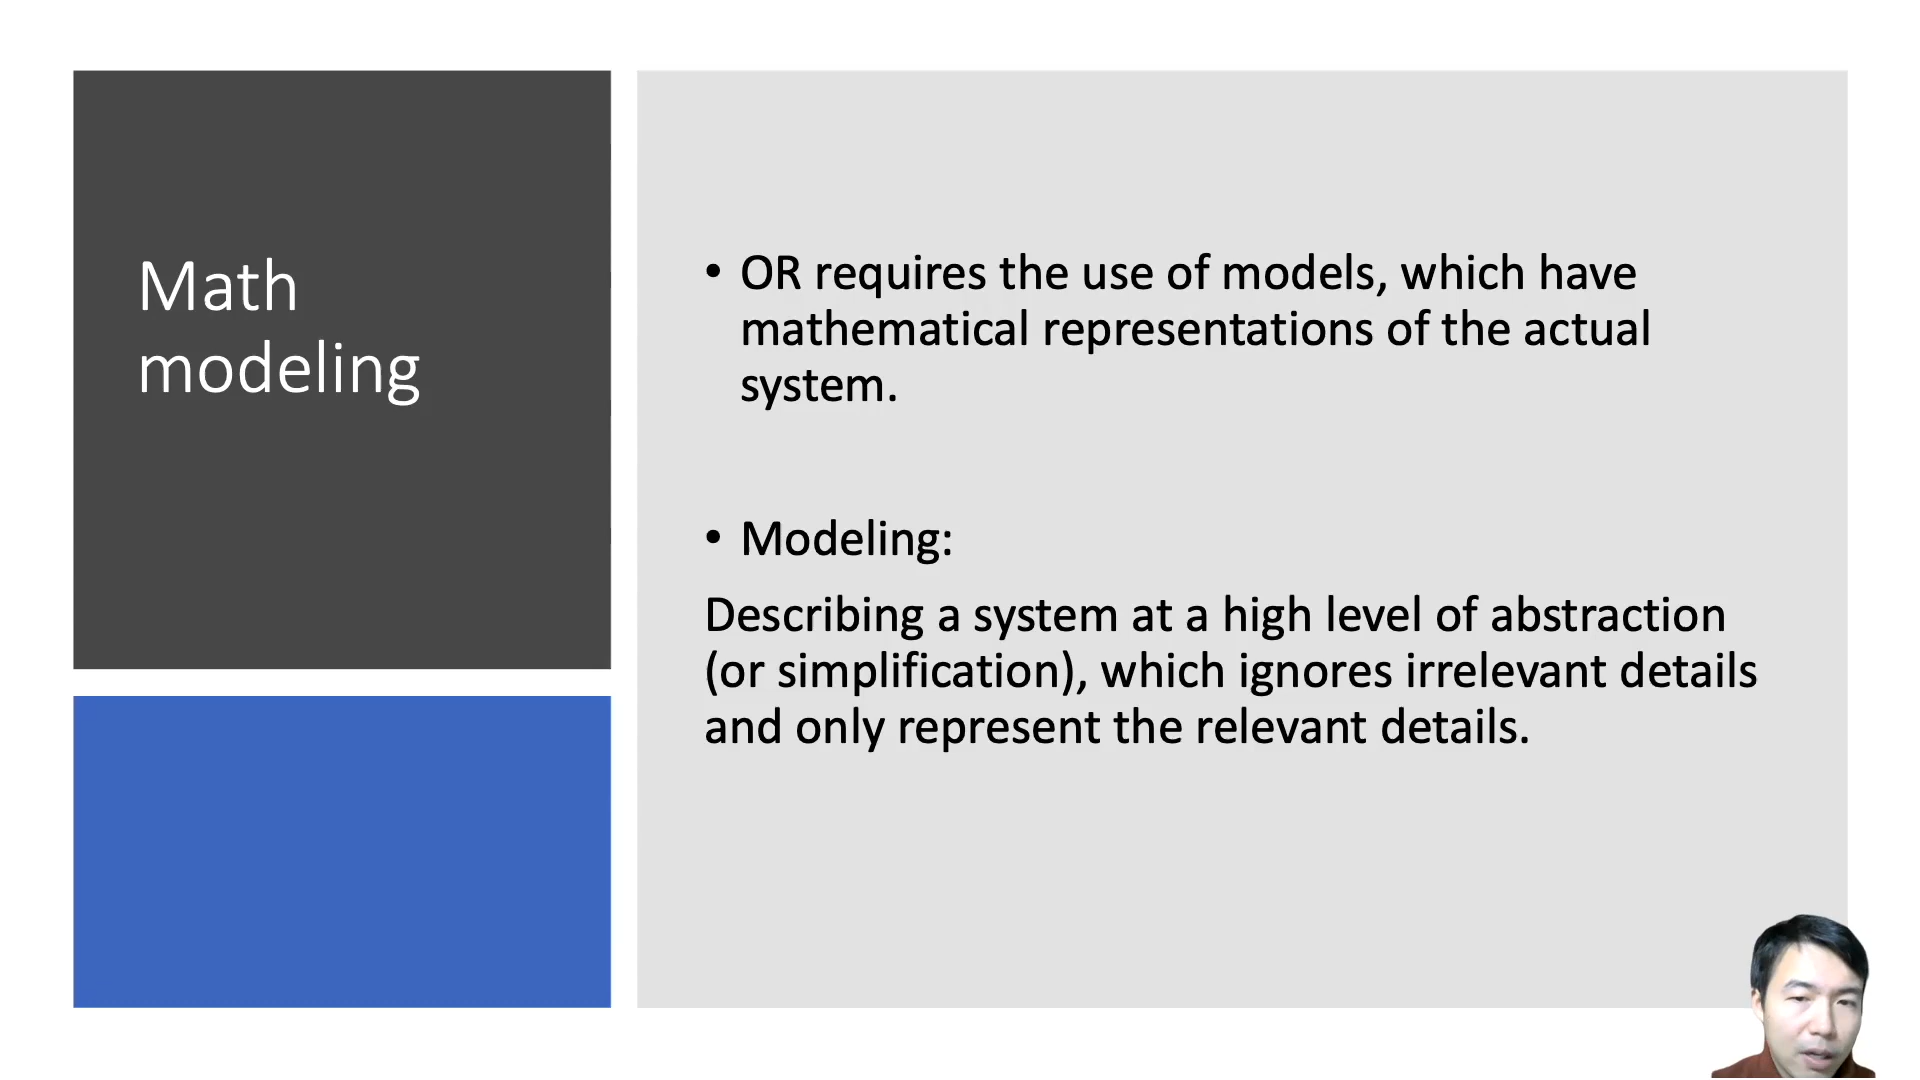 Math
modeling
• OR requires the use of models, which have
mathematical representations of the actual
system.
• Modeling:
Describing a system at a high level of abstraction
(or simplification), which ignores irrelevant details
and only represent the relevant details.